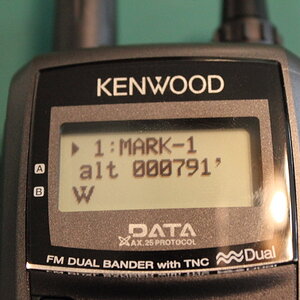 KENWOOD
▶ 1:MARK-1
alt 000791'
W
A
B
DATA
AX.25 PROTOCOL
FM DUAL BANDER with TNC
Dual